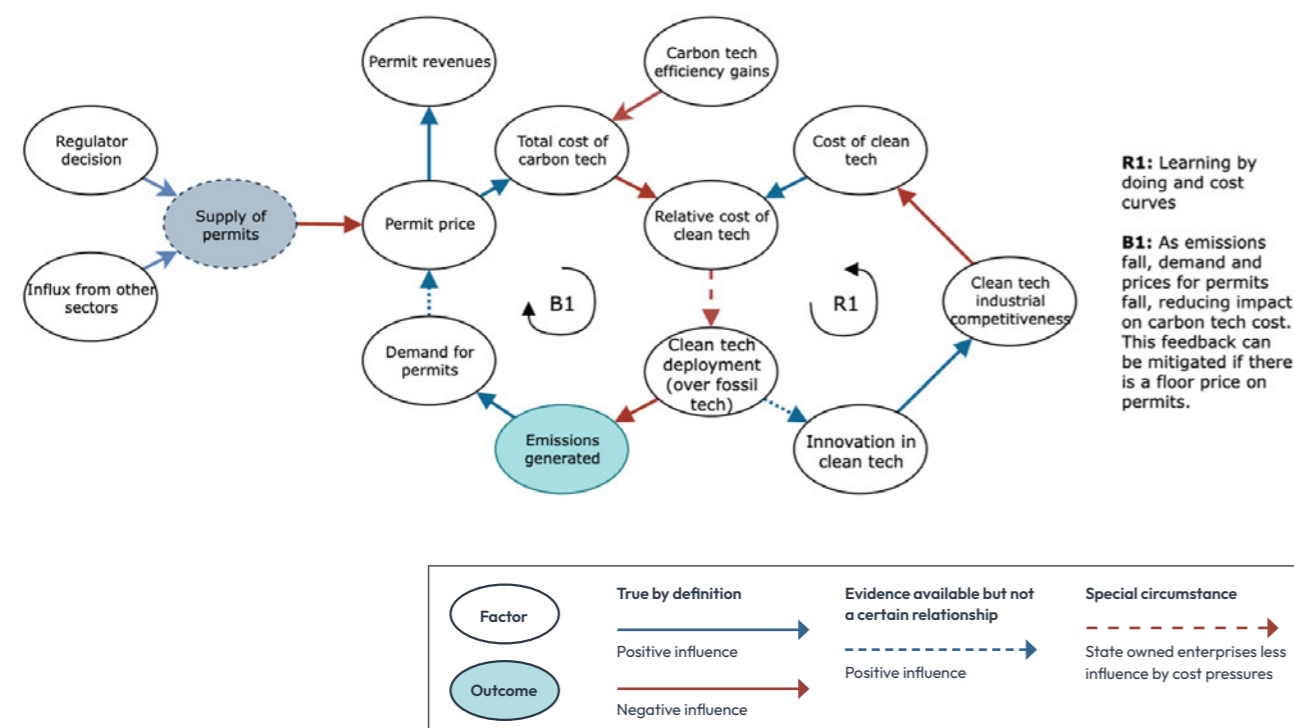 Permit revenues
Carbon tech
efficiency gains
Regulator
decision
Total cost of
carbon tech
Cost of clean
tech
Supply of
permits
Permit price
Relative cost of
clean tech
Influx from other
sectors
B1
R1
Clean tech
industrial
competitiveness
Demand for
permits
Clean tech
deployment
(over fossil
tech)
Emissions
generated
Innovation in
clean tech
R1: Learning by
doing and cost
curves
B1: As emissions
fall, demand and
prices for permits
fall, reducing impact
on carbon tech cost.
This feedback can
be mitigated if there
is a floor price on
permits.
Factor
Outcome
True by definition
Positive influence
Negative influence
Evidence available but not
a certain relationship
Positive influence
Special circumstance
State owned enterprises less
influence by cost pressures